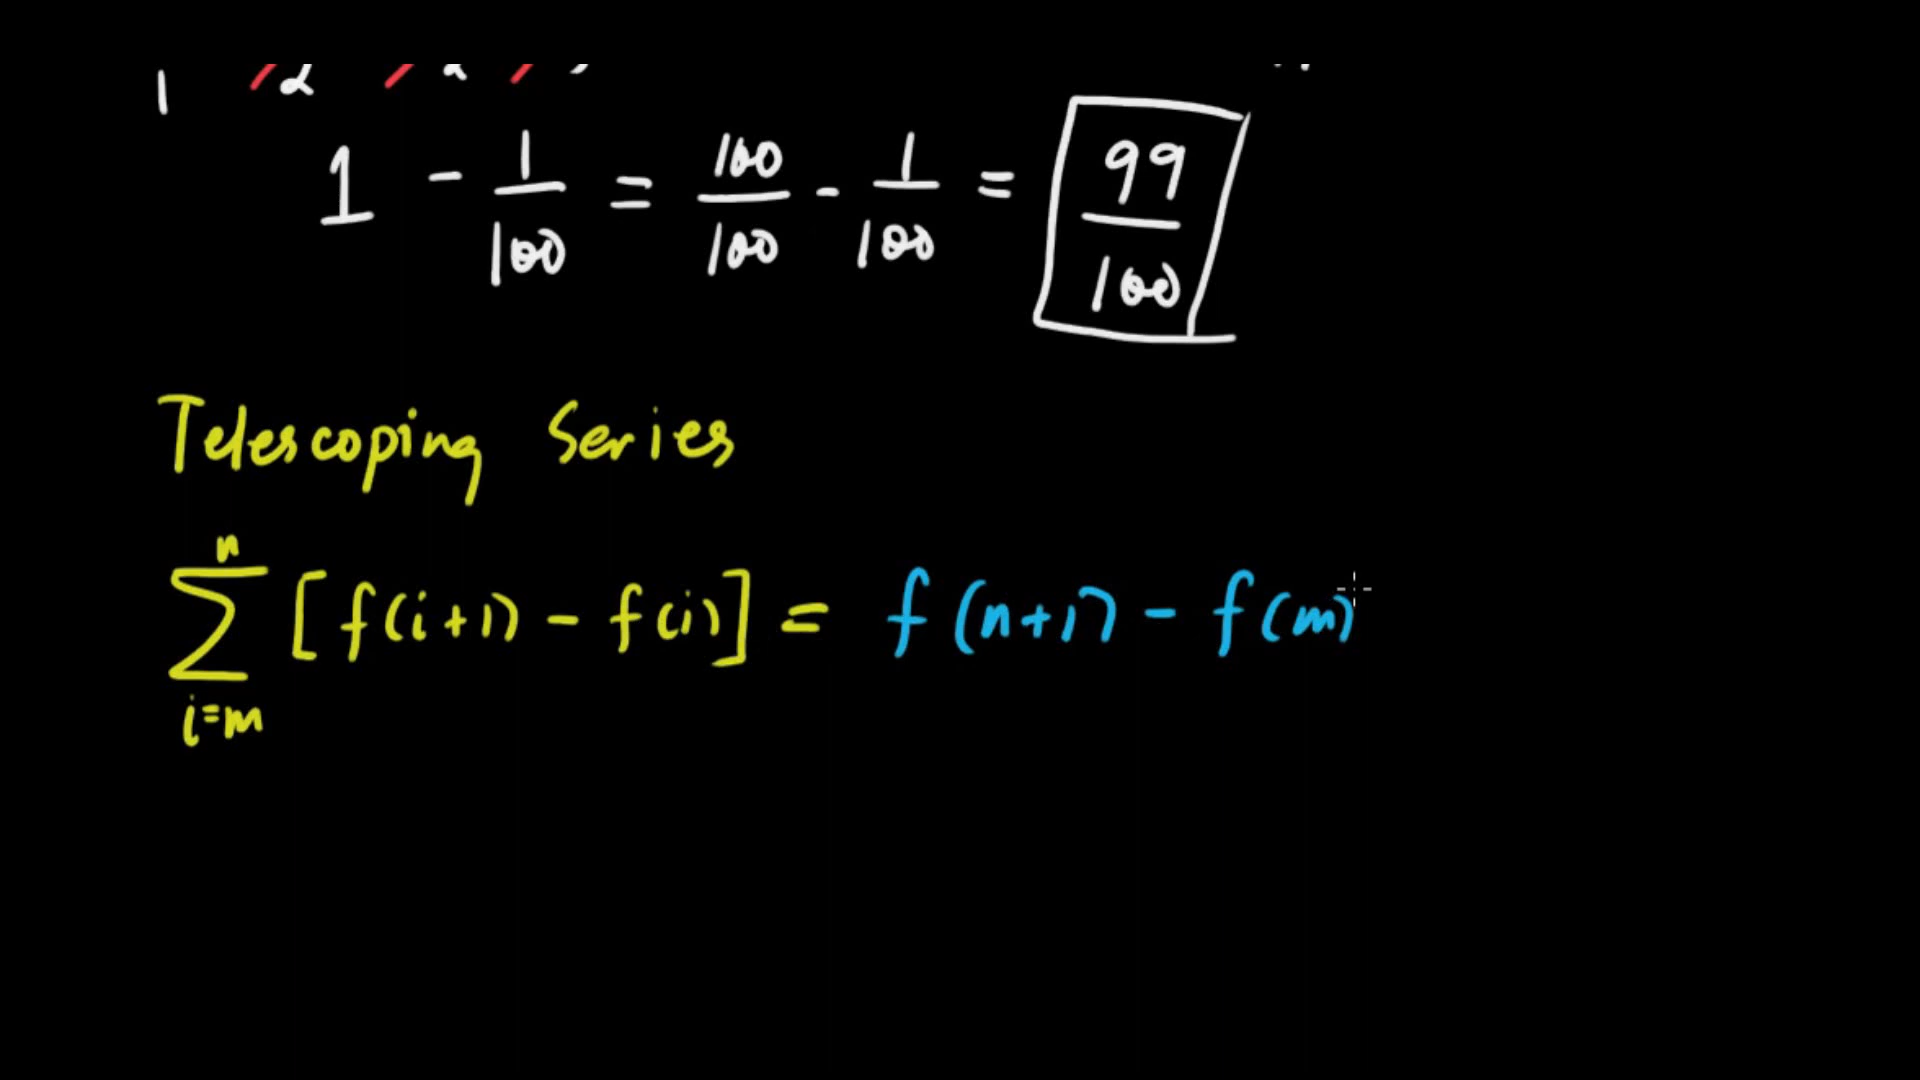 1 - 1/100 = 100/100 - 1/100 = 99/100
Telescoping Series
∑_{i=m}^{n} [f(i+1) - f(i)] = f(n+1) - f(m)